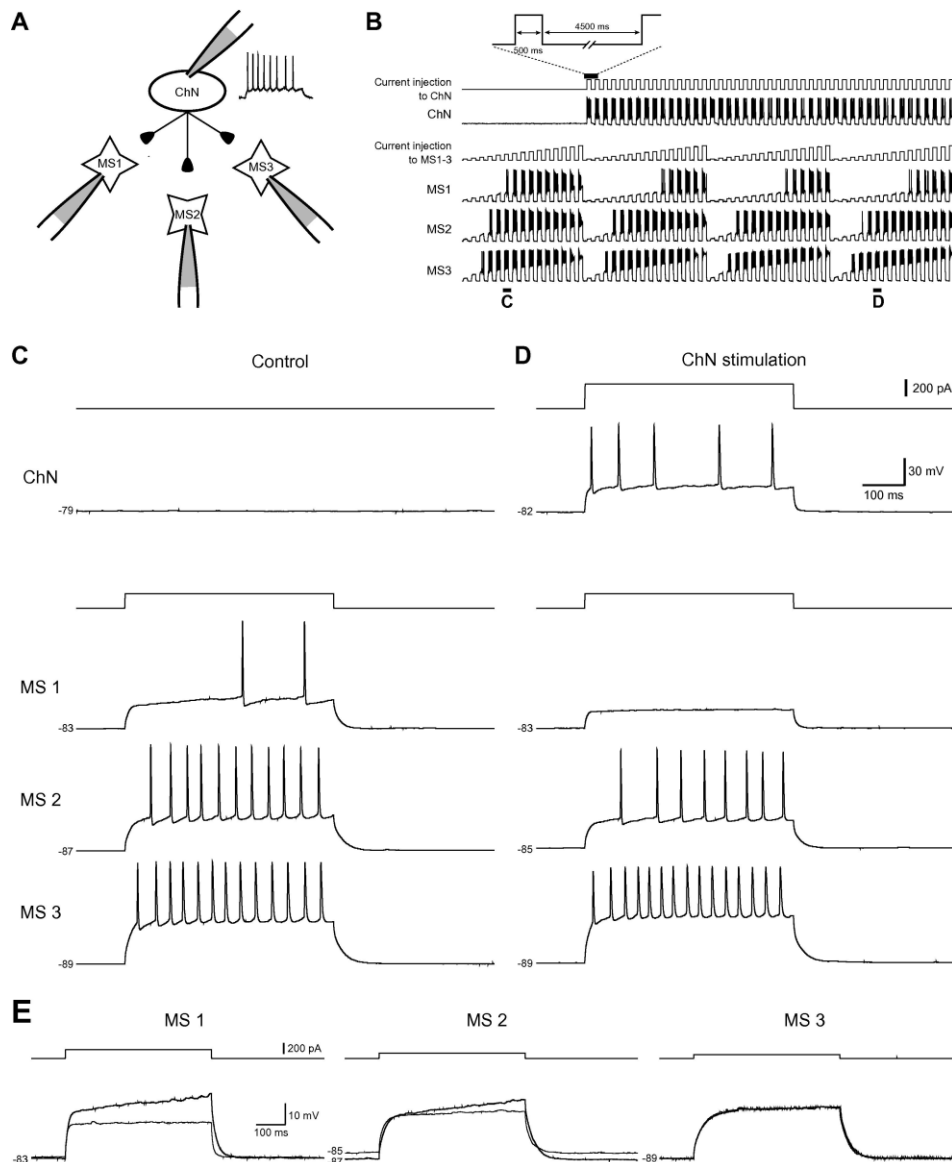 A
ChN
MS1
MS2
MS3
B
500 ms
4500 ms
Current injection
to ChN
ChN
Current injection
to MS1-3
MS1
MS2
MS3
C
D
C
Control
ChN
-79
MS 1
-83
MS 2
-87
MS 3
-89
D
ChN stimulation
200 pA
30 mV
100 ms
-82
-83
-85
-89
E
MS 1
200 pA
10 mV
100 ms
-83
MS 2
-85
-87
MS 3
-89